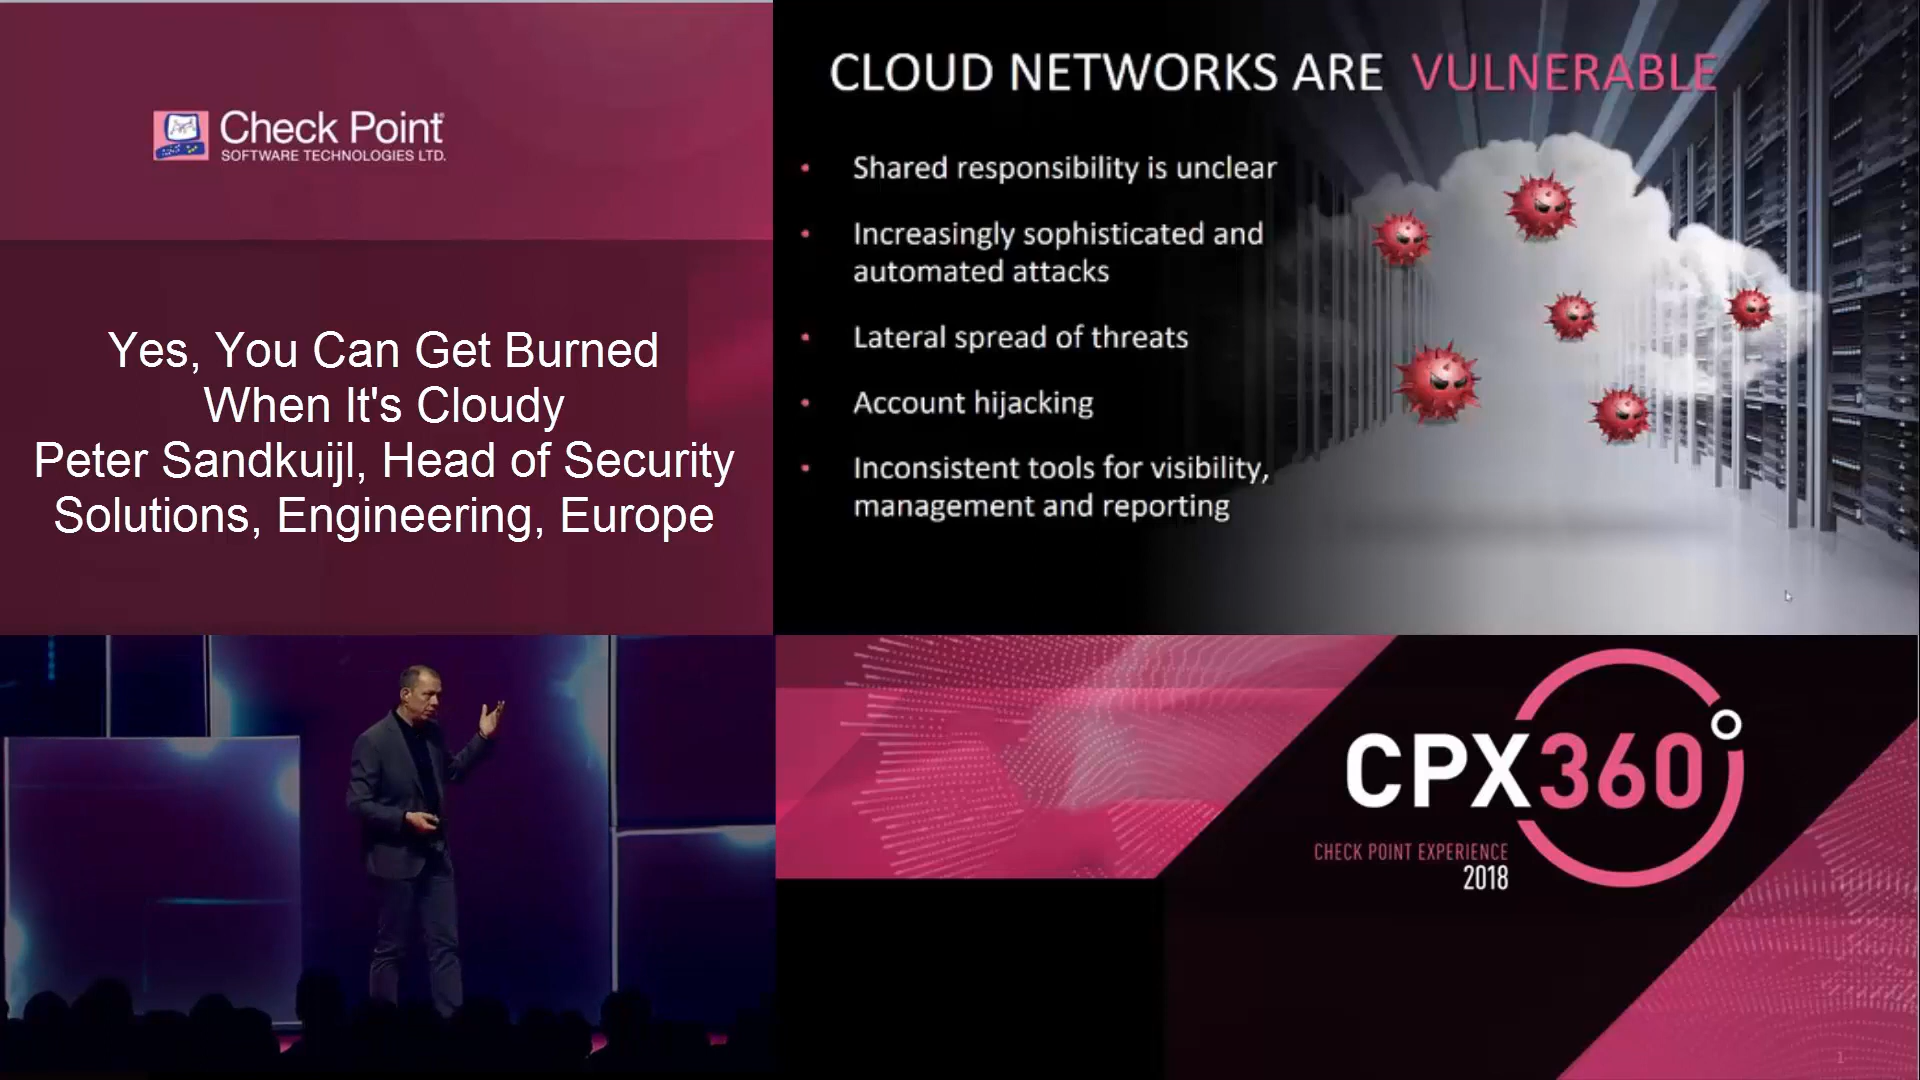 Check Point
SOFTWARE TECHNOLOGIES LTD.
Yes, You Can Get Burned
When It's Cloudy
Peter Sandkuijl, Head of Security
Solutions, Engineering, Europe
CLOUD NETWORKS ARE VULNERABLE
• Shared responsibility is unclear
• Increasingly sophisticated and
automated attacks
• Lateral spread of threats
• Account hijacking
• Inconsistent tools for visibility,
management and reporting
CPX360°
CHECK POINT EXPERIENCE
2018
1